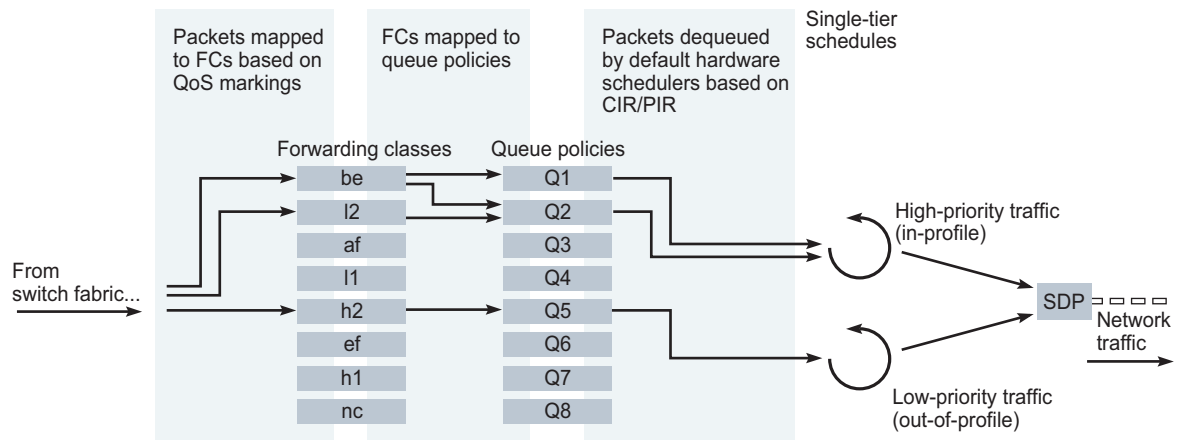 Packets mapped
to FCs based on
QoS markings
FCs mapped to
queue policies
Packets dequeued
by default hardware
schedulers based on
CIR/PIR
Single-tier
schedules
Forwarding classes
Queue policies
be
l2
af
l1
h2
ef
h1
nc
Q1
Q2
Q3
Q4
Q5
Q6
Q7
Q8
From
switch fabric...
High-priority traffic
(in-profile)
Low-priority traffic
(out-of-profile)
SDP
Network
traffic